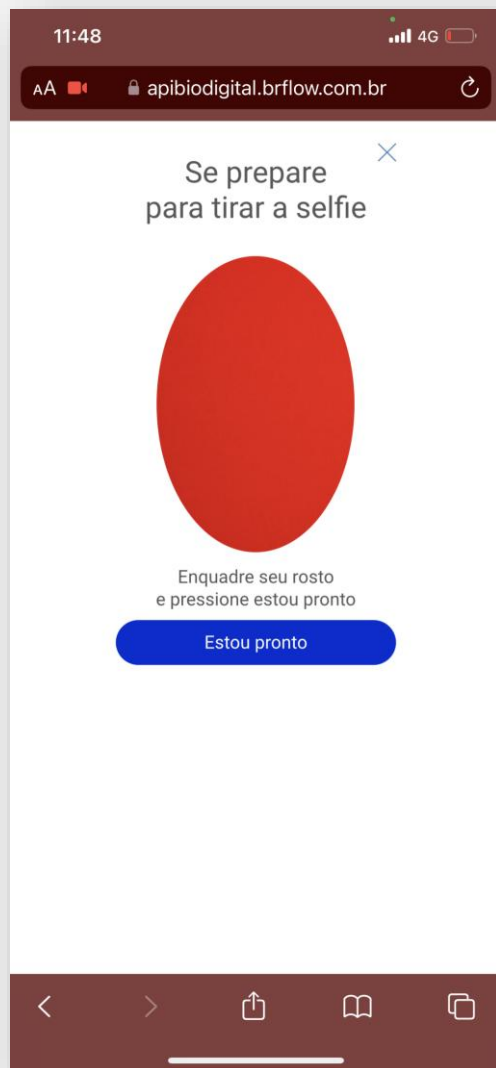 11:48
4G
AA apibiodigital.brflow.com.br
Se prepare
para tirar a selfie
Enquadre seu rosto
e pressione estou pronto
Estou pronto